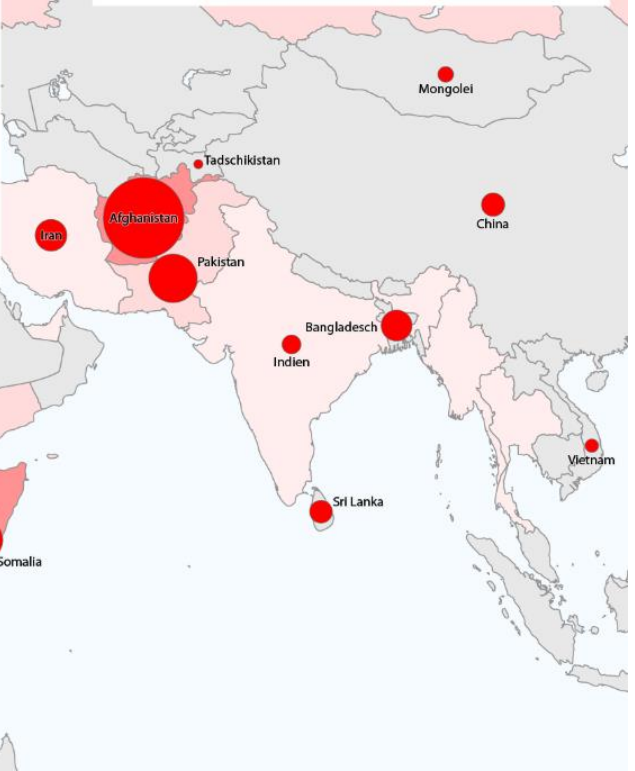 Mongolei
Tadschikistan
Afghanistan
China
Iran
Pakistan
Bangladesch
Indien
Vietnam
Sri Lanka
Somalia